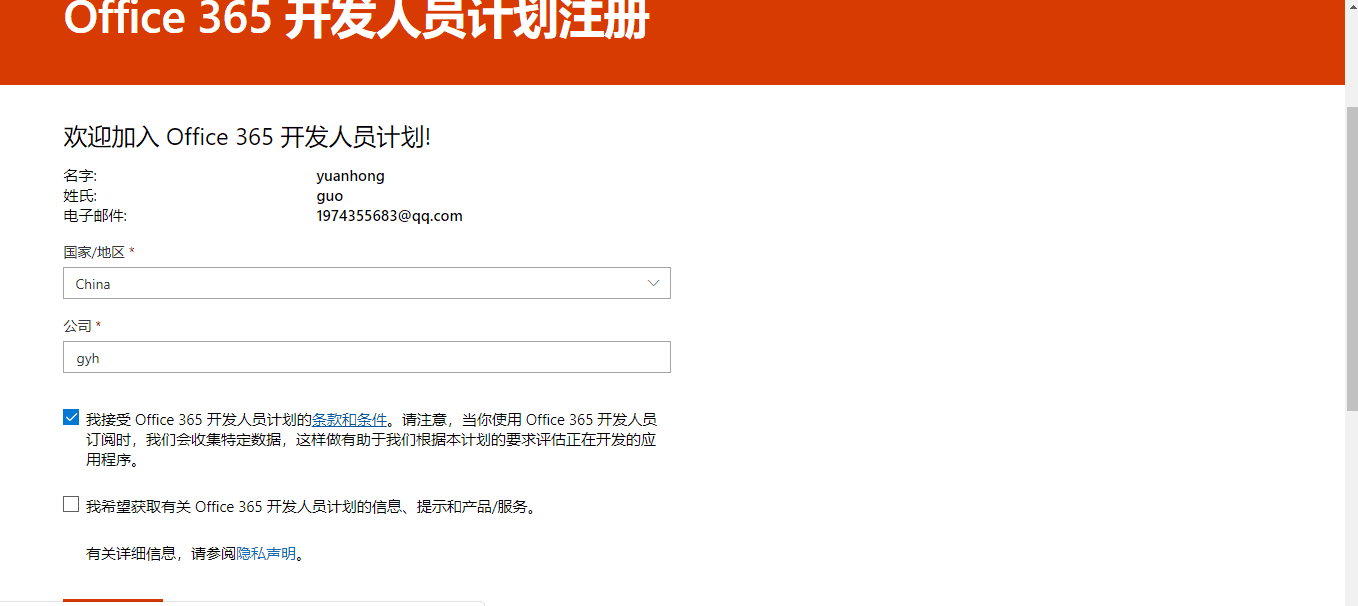 Office 365 开发人员计划注册
欢迎加入 Office 365 开发人员计划!
名字: yuanhong
姓氏: guo
电子邮件: 1974355683@qq.com
国家/地区 *
China
公司 *
gyh
我接受 Office 365 开发人员计划的条款和条件。请注意，当你使用 Office 365 开发人员
订阅时，我们会收集特定数据，这样做有助于我们根据本计划的要求评估正在开发的应
用程序。
我希望获取有关 Office 365 开发人员计划的信息、提示和产品/服务。
有关详细信息，请参阅隐私声明。